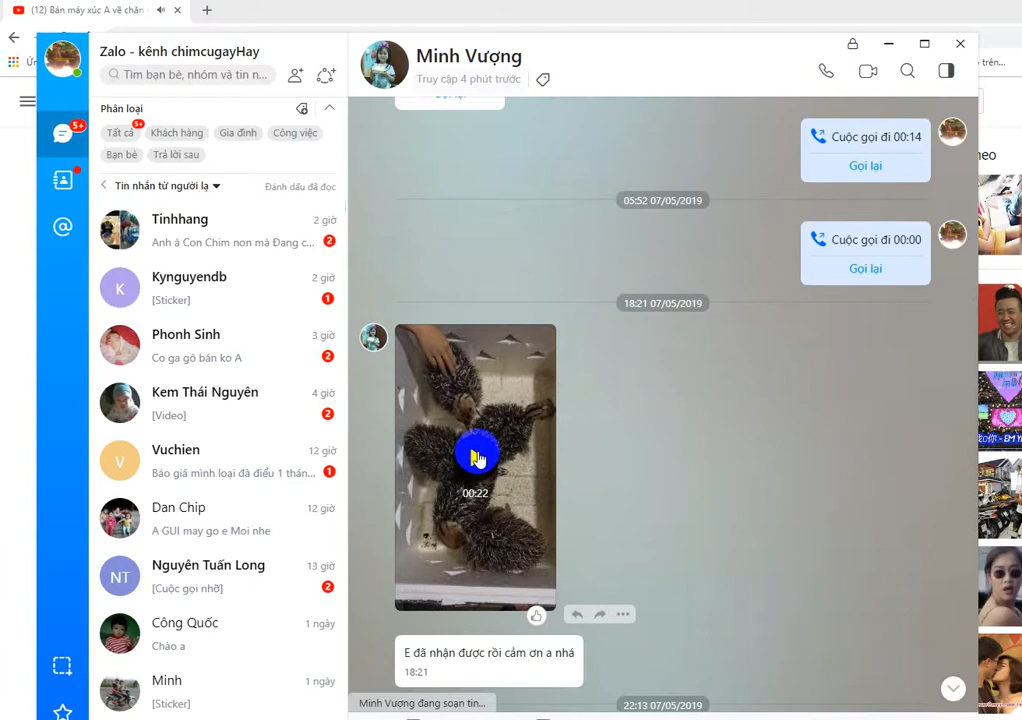 (12) Bán máy xúc A về chăn
Zalo - kênh chimcugayHay
Tìm bạn bè, nhóm và tin n...
Phân loại
Tất cả
5+
Khách hàng
Gia đình
Công việc
Bạn bè
Trả lời sau
5+
Tin nhắn từ người lạ
Đánh dấu đã đọc
Tinhhang
2 giờ
Anh à Con Chim non mà Đang c...
2
K
Kynguyendb
2 giờ
[Sticker]
1
Phonh Sinh
3 giờ
Co ga gô bán ko A
2
Kem Thái Nguyên
4 giờ
[Video]
2
V
Vuchien
12 giờ
Báo giá mình loại đà điểu 1 thán...
1
Dan Chip
12 giờ
A GUI may go e Moi nhe
NT
Nguyên Tuấn Long
13 giờ
[Cuộc gọi nhỡ]
2
Công Quốc
1 ngày
Chào a
Minh
1 ngày
[Sticker]
Minh Vượng
Truy cập 4 phút trước
Cuộc gọi đi 00:14
Gọi lại
05:52 07/05/2019
Cuộc gọi đi 00:00
Gọi lại
18:21 07/05/2019
00:22
E đã nhận được rồi cảm ơn a nhá
18:21
Minh Vượng đang soạn tin...
22:13 07/05/2019
trên...
neo